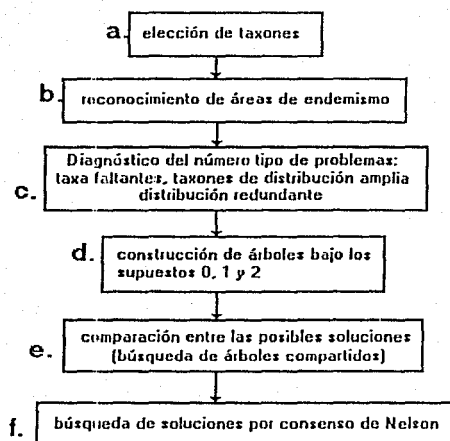 a. elección de taxones
b. reconocimiento de áreas de endemismo
Diagnóstico del número tipo de problemas:
c. taxa faltantes, taxones de distribución amplia
distribución redundante
d. construcción de árboles bajo los
supuestos 0, 1 y 2
comparación entre las posibles soluciones
e. (búsqueda de árboles compartidos)
f. búsqueda de soluciones por consenso de Nelson